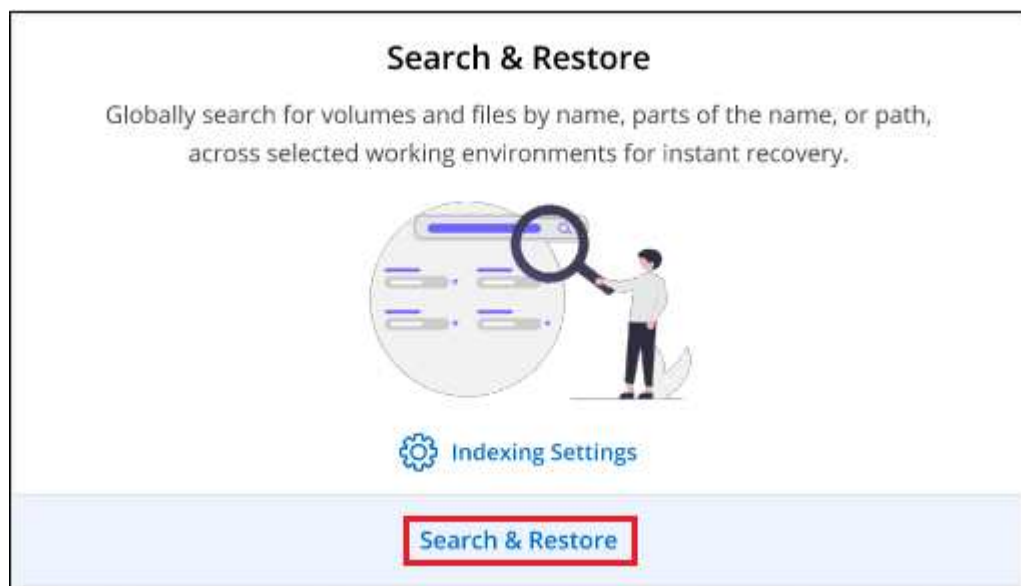 Search & Restore
Globally search for volumes and files by name, parts of the name, or path,
across selected working environments for instant recovery.
Indexing Settings
Search & Restore